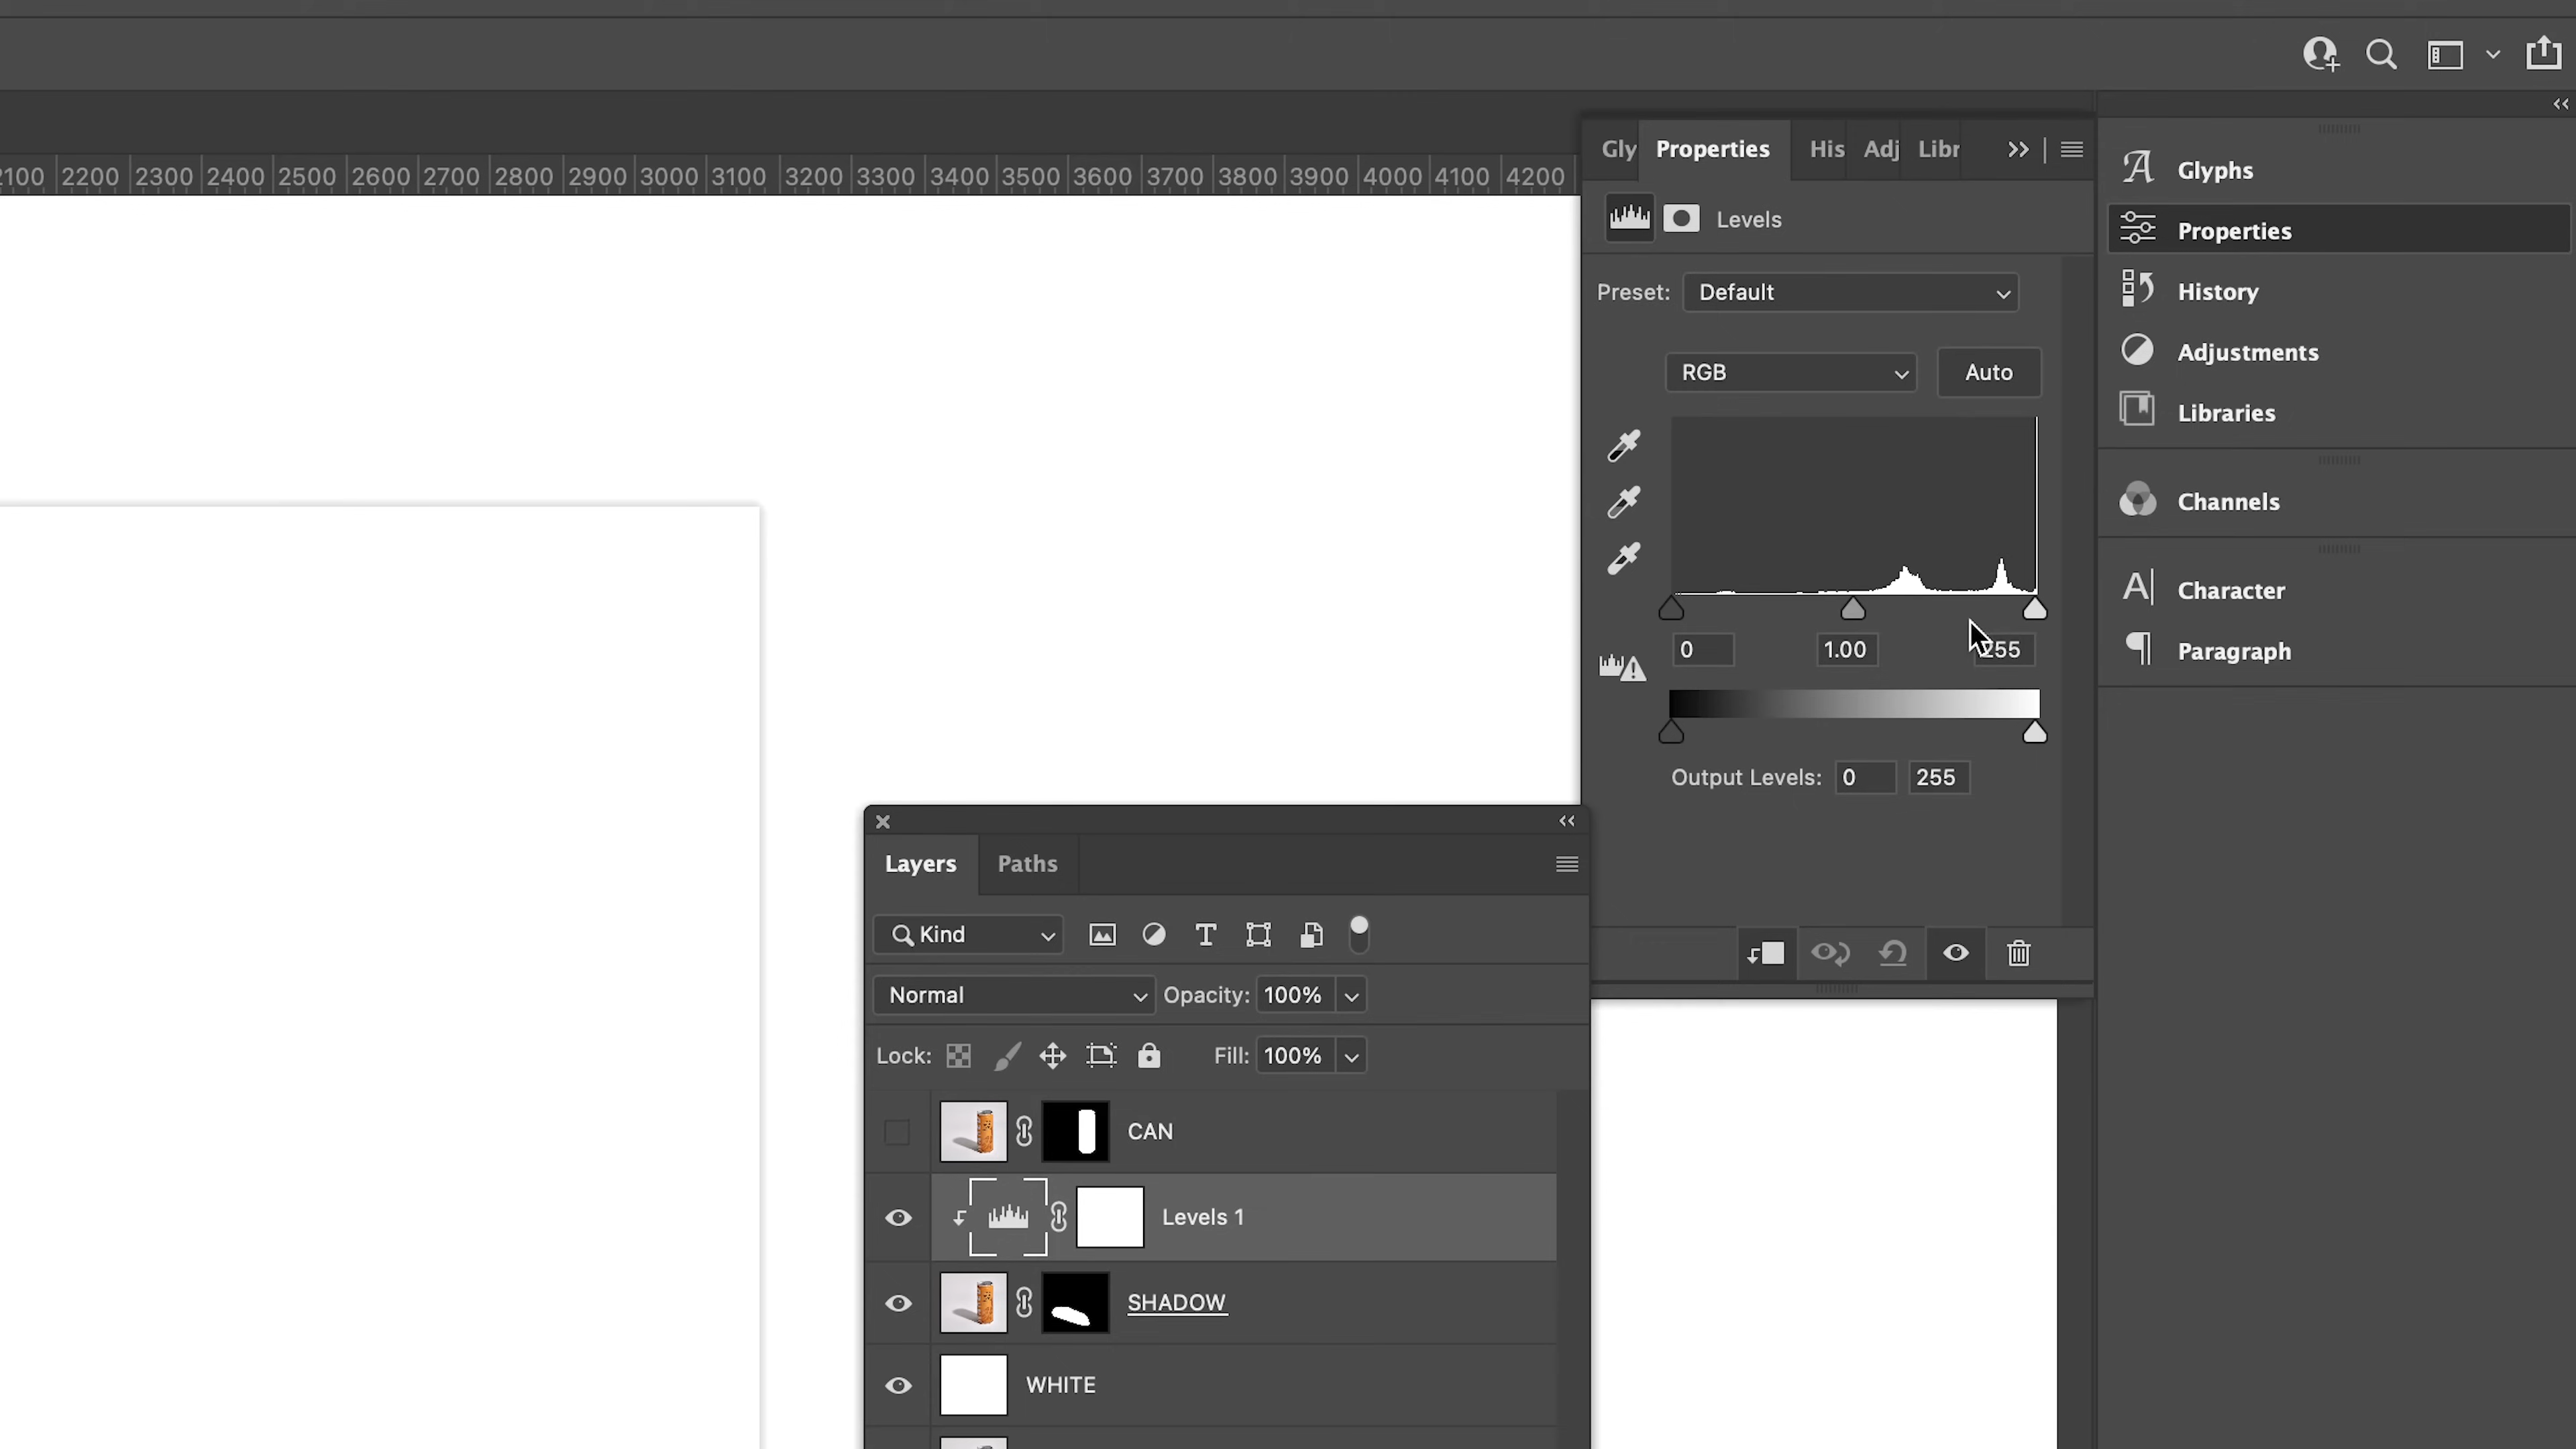 2100 2200 2300 2400 2500 2600 2700 2800 2900 3000 3100 3200 3300 3400 3500 3600 3700 3800 3900 4000 4100 4200
Gly Properties His Adj Libr
Levels
Preset: Default
RGB Auto
0 1.00 255
Output Levels: 0 255
Glyphs
Properties
History
Adjustments
Libraries
Channels
Character
Paragraph
Layers Paths
Kind
Normal Opacity: 100%
Lock: Fill: 100%
CAN
Levels 1
SHADOW
WHITE